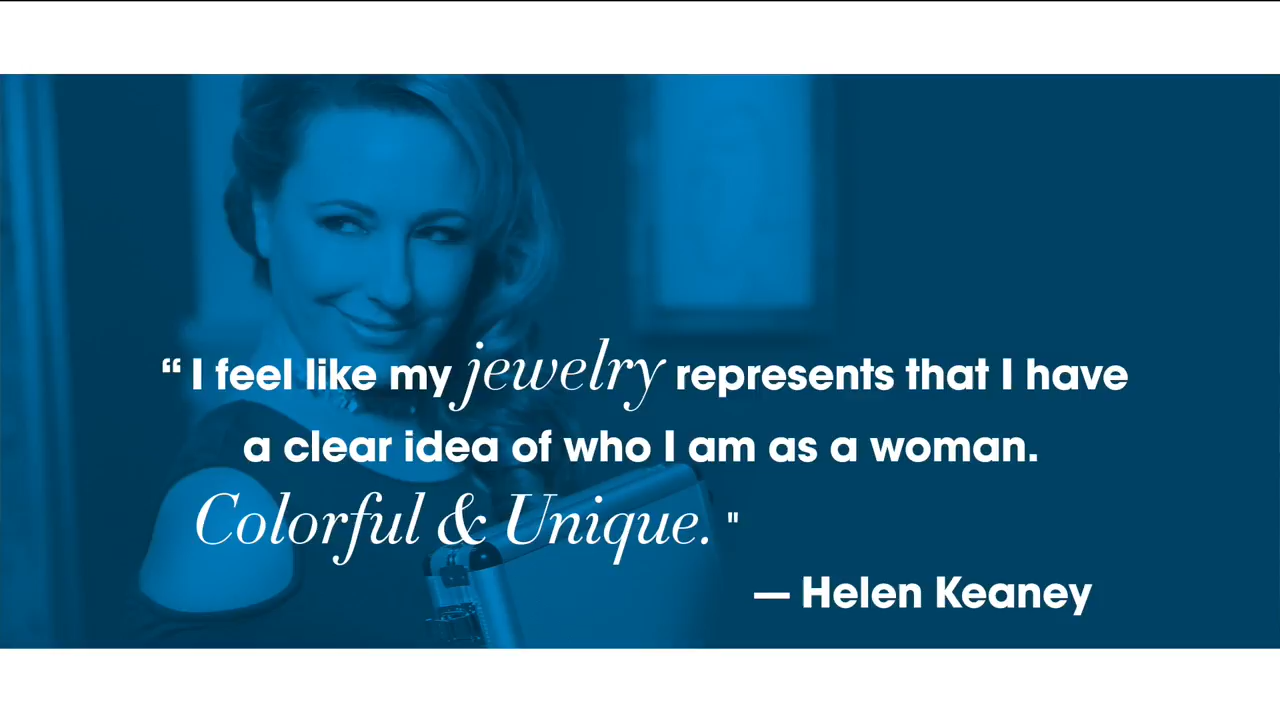 “ I feel like my jewelry represents that I have
a clear idea of who I am as a woman.
Colorful & Unique. "
— Helen Keaney